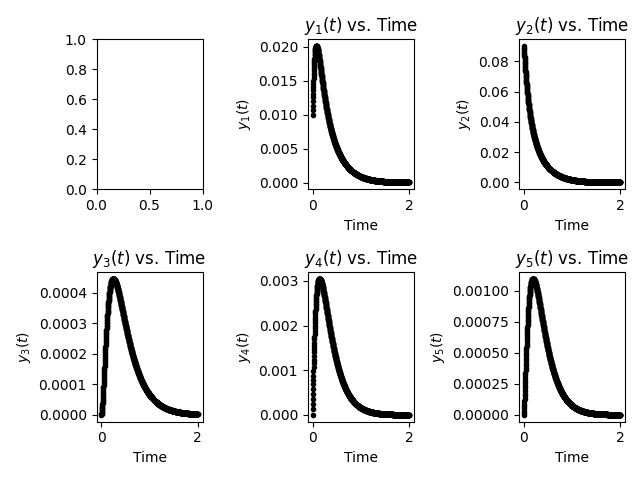 y₁(t) vs. Time
y₂(t) vs. Time
1.0
0.8
0.6
0.4
0.2
0.0
0.0 0.5 1.0
y₁(t)
0.020
0.015
0.010
0.005
0.000
0 2
Time
y₂(t)
0.08
0.06
0.04
0.02
0.00
0 2
Time
y₃(t) vs. Time
y₃(t)
0.0004
0.0003
0.0002
0.0001
0.0000
0 2
Time
y₄(t) vs. Time
y₄(t)
0.003
0.002
0.001
0.000
0 2
Time
y₅(t) vs. Time
y₅(t)
0.00100
0.00075
0.00050
0.00025
0.00000
0 2
Time